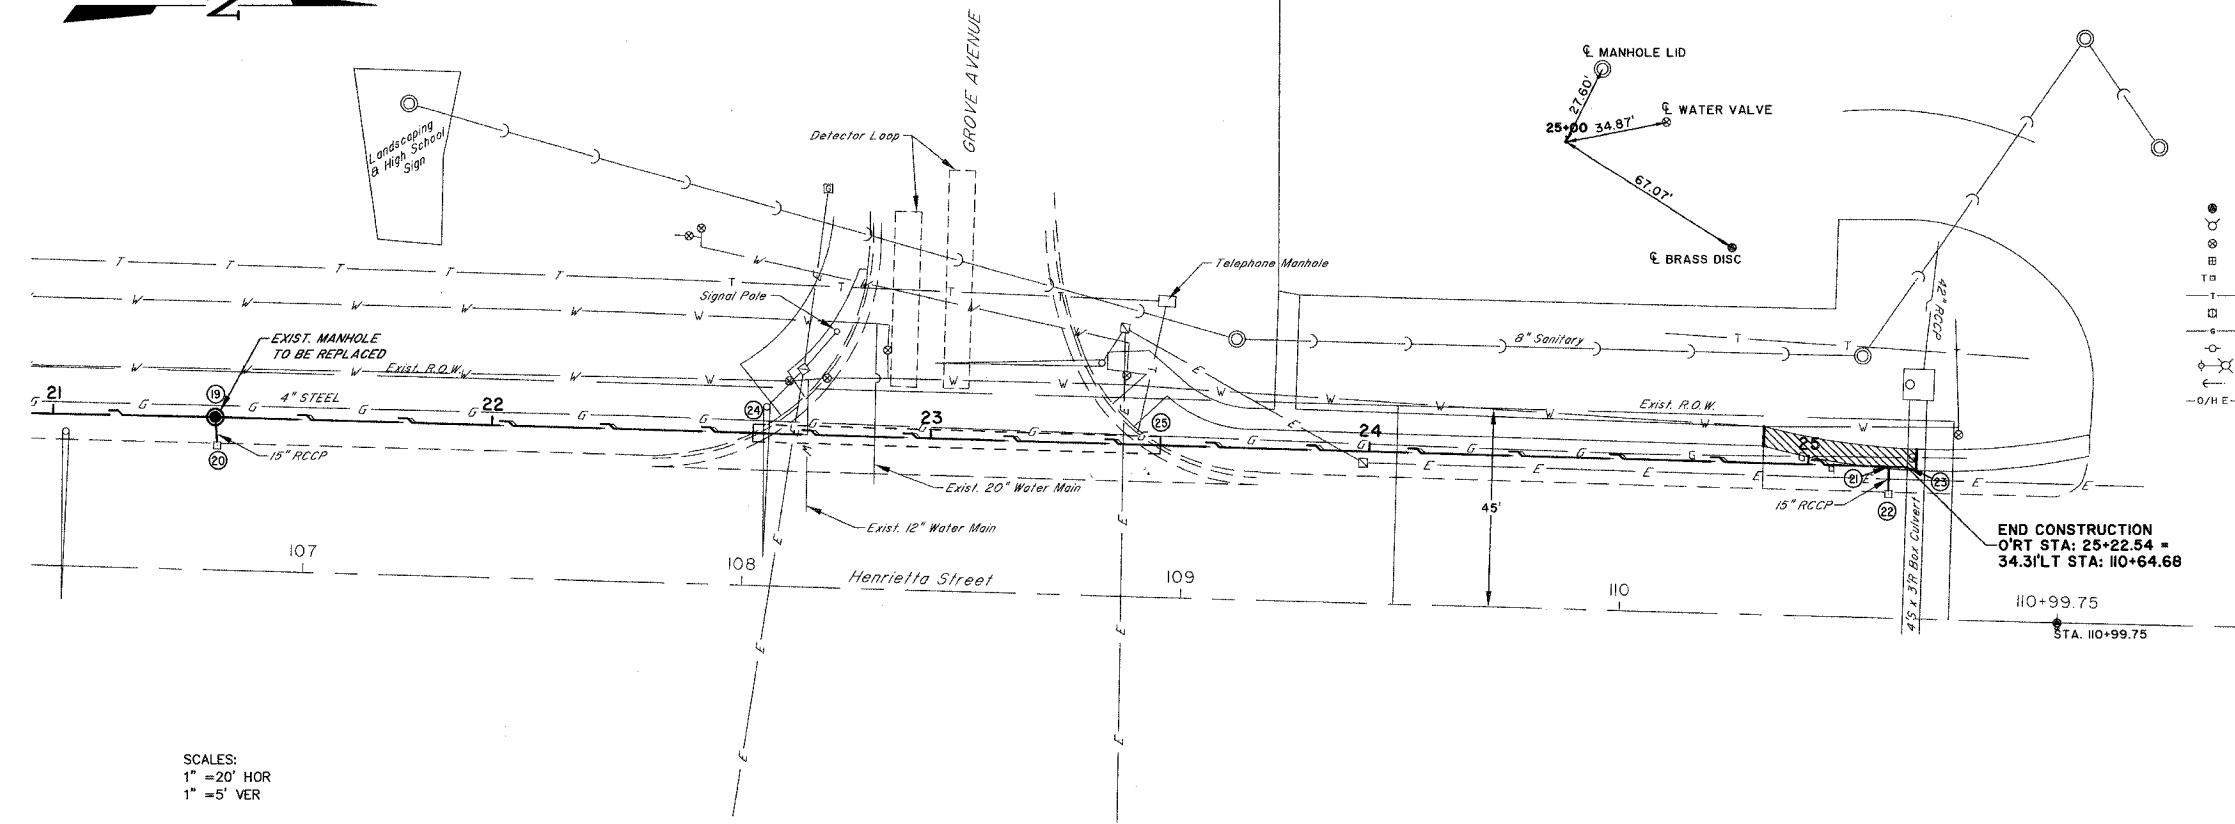 N
GROVE AVENUE
℄ MANHOLE LID
27.60'
℄ WATER VALVE
25+00 34.87'
67.07'
℄ BRASS DISC
Landscaping
& High School
Sign
Detector Loop
G
Telephone Manhole
T T T T T T T T T T
Signal Pole
W W W W W W W W W
42" RCCP
8" Sanitary
EXIST. MANHOLE
TO BE REPLACED
Exist. R.O.W.
W W W W W W W W W W W W
Exist. R.O.W.
21
19
4" STEEL
22
24
23
25
24
25
G G G G G G G G G G G G G G
E E E E E E E E
15" RCCP
20
Exist. 20" Water Main
Exist. 12" Water Main
45'
15" RCCP
21
22
23
4'S x 3'R Box Culvert
END CONSTRUCTION
0'RT STA: 25+22.54 =
34.31'LT STA: 110+64.68
107
108
Henrietta Street
109
110
110+99.75
STA. 110+99.75
E E E E E E
T
T
G
O/H E
SCALES:
1" =20' HOR
1" =5' VER